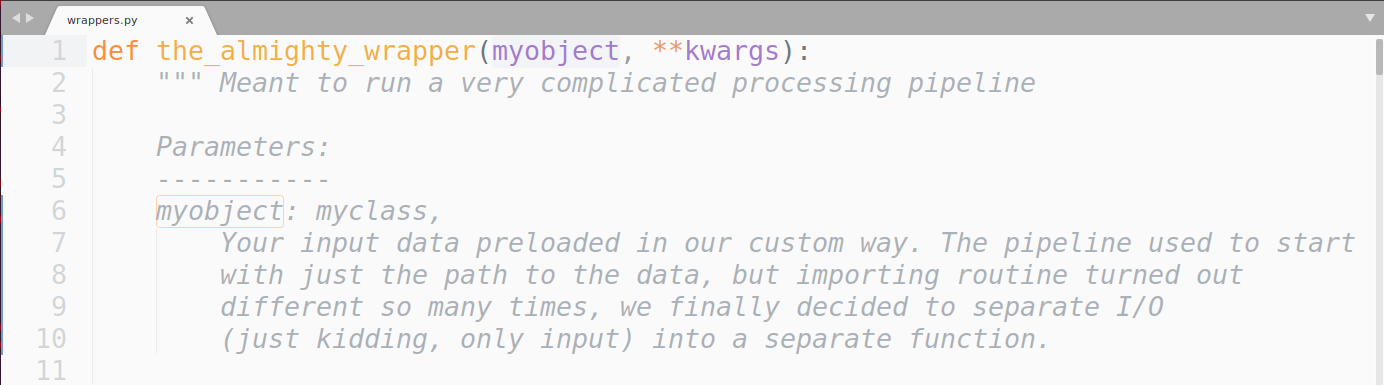 wrappers.py ×
1 def the_almighty_wrapper(myobject, **kwargs):
2 """ Meant to run a very complicated processing pipeline
3
4 Parameters:
5 -----------
6 myobject: myclass,
7 Your input data preloaded in our custom way. The pipeline used to start
8 with just the path to the data, but importing routine turned out
9 different so many times, we finally decided to separate I/O
10 (just kidding, only input) into a separate function.
11